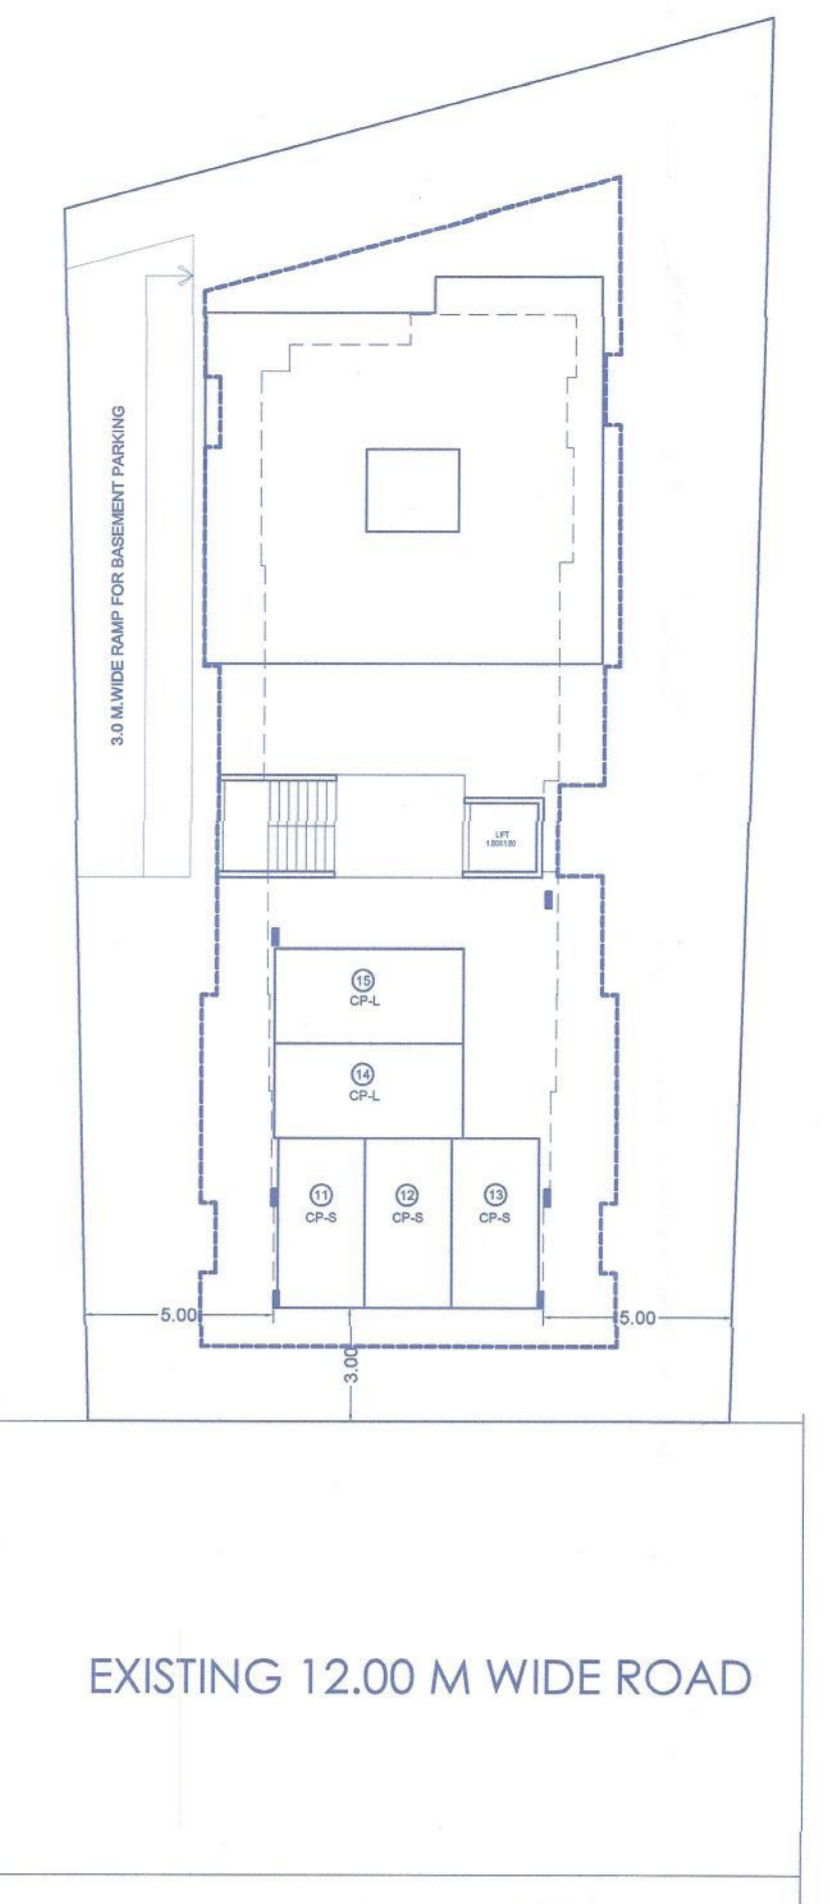 3.0 M.WIDE RAMP FOR BASEMENT PARKING
LIFT
1.80X1.80
15
CP-L
14
CP-L
11
CP-S
12
CP-S
13
CP-S
5.00
5.00
3.00
EXISTING 12.00 M WIDE ROAD